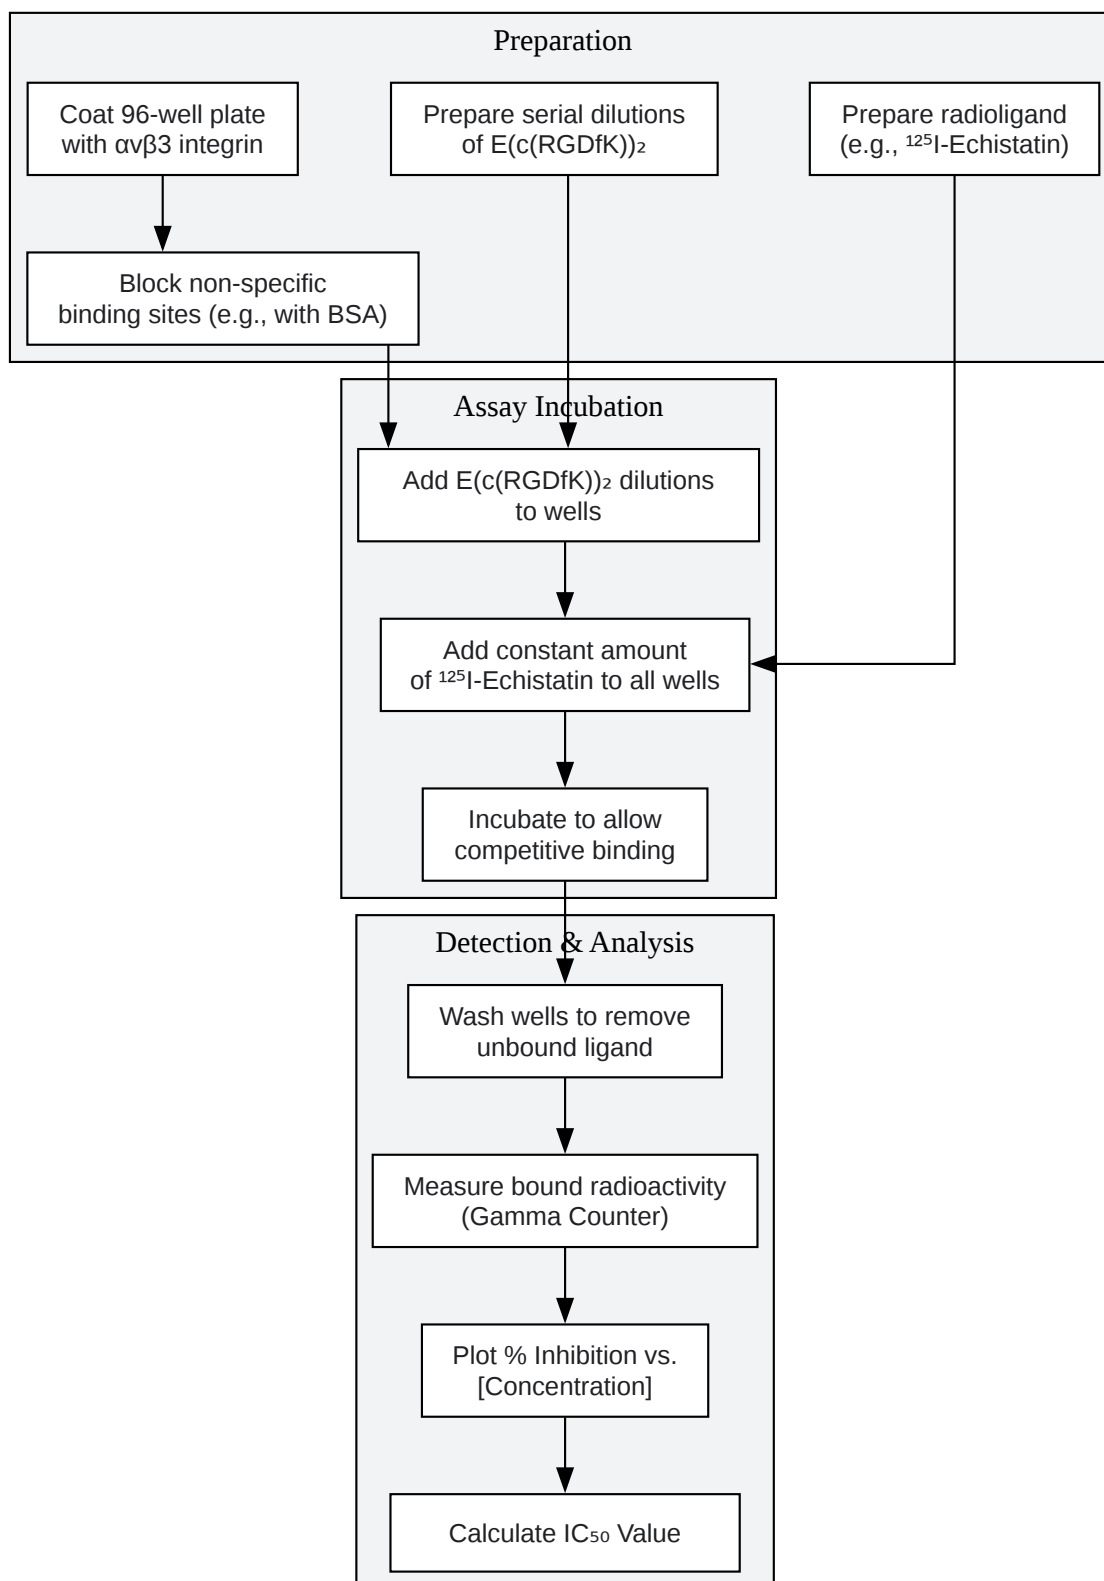 Preparation
Coat 96-well plate
with αvβ3 integrin
Prepare serial dilutions
of E(c(RGDfK))₂
Prepare radioligand
(e.g., ¹²⁵I-Echistatin)
Block non-specific
binding sites (e.g., with BSA)
Assay Incubation
Add E(c(RGDfK))₂ dilutions
to wells
Add constant amount
of ¹²⁵I-Echistatin to all wells
Incubate to allow
competitive binding
Detection & Analysis
Wash wells to remove
unbound ligand
Measure bound radioactivity
(Gamma Counter)
Plot % Inhibition vs.
[Concentration]
Calculate IC₅₀ Value